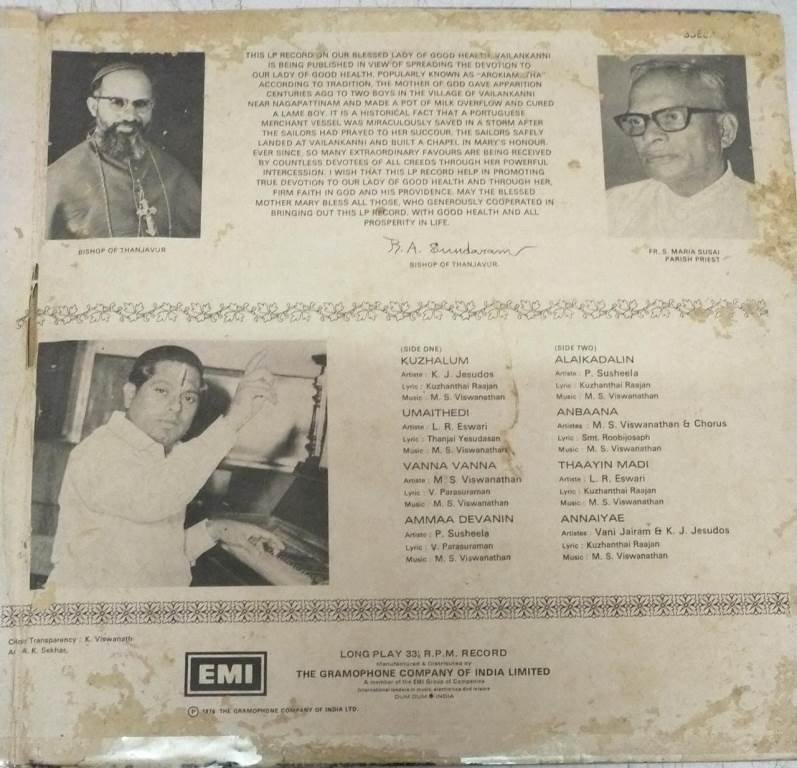 THIS LP RECORD ON OUR BLESSED LADY OF GOOD HEALTH, VAILANKANNI
IS BEING PUBLISHED IN VIEW OF SPREADING THE DEVOTION TO
OUR LADY OF GOOD HEALTH, POPULARLY KNOWN AS
ACCORDING TO TRADITION, THE MOTHER OF GOD GAVE APPARITION
CENTURIES AGO TO TWO BOYS IN THE VILLAGE OF VAILANKANNI
NEAR NAGAPATTINAM AND MADE A POT OF MILK OVERFLOW AND CURED
A LAME BOY. IT IS A HISTORICAL FACT THAT A PORTUGUESE
MERCHANT VESSEL WAS MIRACULOUSLY SAVED IN A STORM AFTER
THE SAILORS HAD PRAYED TO HER SUCCOUR. THE SAILORS SAFELY
LANDED AT VAILANKANNI AND BUILT A CHAPEL IN MARY'S HONOUR.
EVER SINCE, SO MANY EXTRAORDINARY FAVOURS ARE BEING RECEIVED
BY COUNTLESS DEVOTEES OF ALL CREEDS THROUGH HER POWERFUL
INTERCESSION. I WISH THAT THIS LP RECORD HELP IN PROMOTING
TRUE DEVOTION TO OUR LADY OF GOOD HEALTH AND THROUGH HER,
FIRM FAITH IN GOD AND HIS PROVIDENCE. MAY THE BLESSED
MOTHER MARY BLESS ALL THOSE, WHO GENEROUSLY COOPERATED IN
BRINGING OUT THIS LP RECORD, WITH GOOD HEALTH AND ALL
PROSPERITY IN LIFE.
R. A. Sundaram
BISHOP OF THANJAVUR.
BISHOP OF THANJAVUR
FR. S. MARIA SUSAI
PARISH PRIEST
(SIDE ONE)
KUZHALUM
Artiste : K. J. Jesudos
Lyric : Kuzhanthai Raajan
Music : M. S. Viswanathan
UMAITHEDI
Artiste : L. R. Eswari
Lyric : Thanjai Yesudasan
Music : M. S. Viswanathan
VANNA VANNA
Artiste : M. S. Viswanathan
Lyric : V. Parasuraman
Music : M. S. Viswanathan
AMMAA DEVANIN
Artiste : P. Susheela
Lyric : V. Parasuraman
Music : M. S. Viswanathan
(SIDE TWO)
ALAIKADALIN
Artiste : P. Susheela
Lyric : Kuzhanthai Raajan
Music : M. S. Viswanathan
ANBAANA
Artistes : M. S. Viswanathan & Chorus
Lyric : Smt. Roobijosaph
Music : M. S. Viswanathan
THAAYIN MADI
Artiste : L. R. Eswari
Lyric : Kuzhanthai Raajan
Music : M. S. Viswanathan
ANNAIYAE
Artistes : Vani Jairam & K. J. Jesudos
Lyric : Kuzhanthai Raajan
Music : M. S. Viswanathan
Transparency : K. Viswanath
A. K. Sekhar,
EMI
LONG PLAY 33⅓ R.P.M. RECORD
Manufactured & Distributed by
THE GRAMOPHONE COMPANY OF INDIA LIMITED
A member of the EMI Group of Companies
International leaders in music, electronics and leisure
DUM DUM ● INDIA
Ⓟ THE GRAMOPHONE COMPANY OF INDIA LTD.